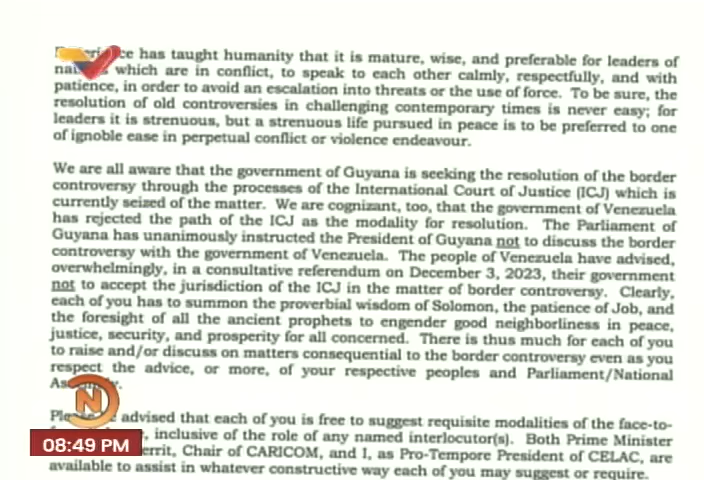 ce has taught humanity that it is mature, wise, and preferable for leaders of
which are in conflict, to speak to each other calmly, respectfully, and with
patience, in order to avoid an escalation into threats or the use of force. To be sure, the
resolution of old controversies in challenging contemporary times is never easy; for
leaders it is strenuous, but a strenuous life pursued in peace is to be preferred to one
of ignoble ease in perpetual conflict or violence endeavour.
We are all aware that the government of Guyana is seeking the resolution of the border
controversy through the processes of the International Court of Justice (ICJ) which is
currently seized of the matter. We are cognizant, too, that the government of Venezuela
has rejected the path of the ICJ as the modality for resolution. The Parliament of
Guyana has unanimously instructed the President of Guyana not to discuss the border
controversy with the government of Venezuela. The people of Venezuela have advised,
overwhelmingly, in a consultative referendum on December 3, 2023, their government
not to accept the jurisdiction of the ICJ in the matter of border controversy. Clearly,
each of you has to summon the proverbial wisdom of Solomon, the patience of Job, and
the foresight of all the ancient prophets to engender good neighborliness in peace,
justice, security, and prosperity for all concerned. There is thus much for each of you
to raise and/or discuss on matters consequential to the border controversy even as you
respect the advice, or more, of your respective peoples and Parliament/National
N
advised that each of you is free to suggest requisite modalities of the face-to-
inclusive of the role of any named interlocutor(s). Both Prime Minister
08:49 PM
errit, Chair of CARICOM, and I, as Pro-Tempore President of CELAC, are
available to assist in whatever constructive way each of you may suggest or require.